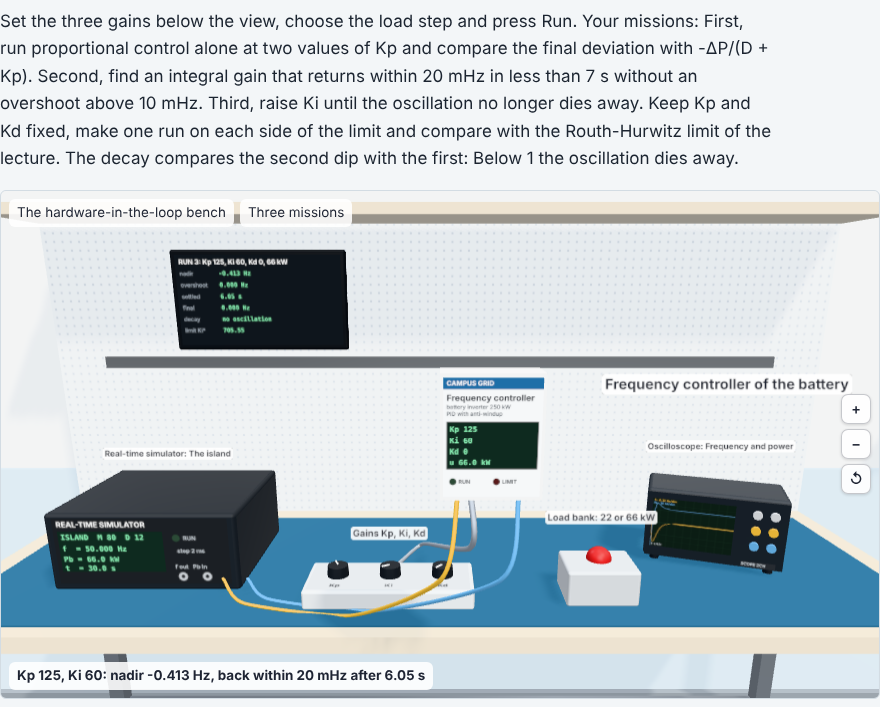 Set the three gains below the view, choose the load step and press Run. Your missions: First,
run proportional control alone at two values of Kp and compare the final deviation with -ΔP/(D +
Kp). Second, find an integral gain that returns within 20 mHz in less than 7 s without an
overshoot above 10 mHz. Third, raise Ki until the oscillation no longer dies away. Keep Kp and
Kd fixed, make one run on each side of the limit and compare with the Routh-Hurwitz limit of the
lecture. The decay compares the second dip with the first: Below 1 the oscillation dies away.
The hardware-in-the-loop bench
Three missions
RUN 3: Kp 125, Ki 60, Kd 0, 66 kW
nadir -0.413 Hz
overshoot 0.000 Hz
settled 6.05 s
final 0.000 Hz
decay no oscillation
CAMPUS GRID
Frequency controller
battery inverter 250 kW
PID with anti-windup
Kp 125
Ki 60
Kd 0
u 66.0 kW
RUN
LIMIT
Frequency controller of the battery
+
−
Real-time simulator: The island
Oscilloscope: Frequency and power
REAL-TIME SIMULATOR
ISLAND M 80 D 12
f = 50.000 Hz
Pb = 66.0 kW
t = 30.0 s
RUN
step 2 ms
f out Pb in
Gains Kp, Ki, Kd
Load bank: 22 or 66 kW
Kp 125, Ki 60: nadir -0.413 Hz, back within 20 mHz after 6.05 s